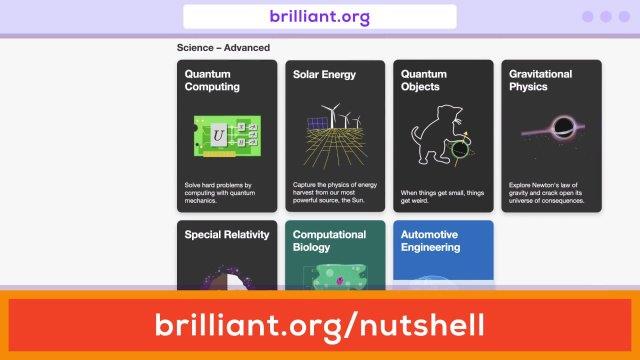 brilliant.org
Science – Advanced
Quantum
Computing
U
Solve hard problems by
computing with quantum
mechanics.
Solar Energy
Capture the physics of energy
harvest from our most
powerful source, the Sun.
Quantum
Objects
When things get small, things
get weird.
Gravitational
Physics
Explore Newton's law of
gravity and crack open its
universe of consequences.
Special Relativity
Computational
Biology
Automotive
Engineering
brilliant.org/nutshell